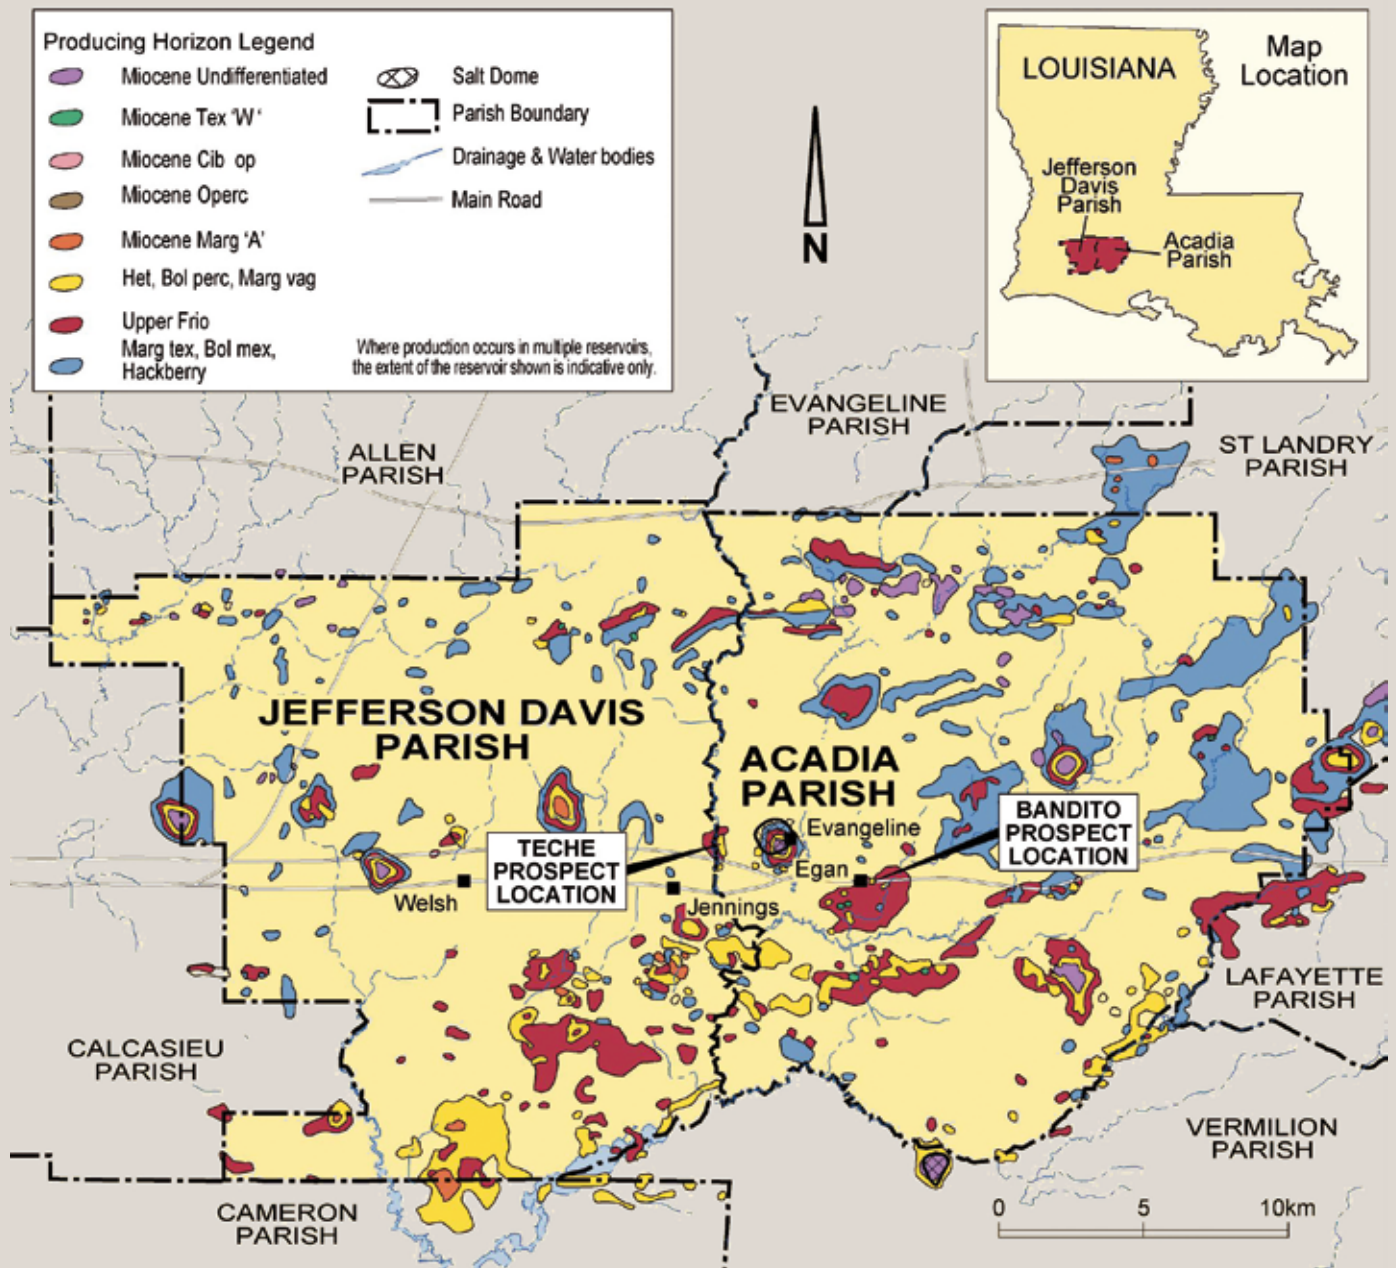 Producing Horizon Legend
Miocene Undifferentiated
Miocene Tex 'W'
Miocene Cib op
Miocene Operc
Miocene Marg 'A'
Het, Bol perc, Marg vag
Upper Frio
Marg tex, Bol mex,
Hackberry
Salt Dome
Parish Boundary
Drainage & Water bodies
Main Road
Where production occurs in multiple reservoirs,
the extent of the reservoir shown is indicative only.
N
LOUISIANA
Map
Location
Jefferson
Davis
Parish
Acadia
Parish
EVANGELINE
PARISH
ALLEN
PARISH
ST LANDRY
PARISH
JEFFERSON DAVIS
PARISH
ACADIA
PARISH
BANDITO
PROSPECT
LOCATION
Evangeline
TECHE
PROSPECT
LOCATION
Egan
Welsh
Jennings
LAFAYETTE
PARISH
CALCASIEU
PARISH
VERMILION
PARISH
CAMERON
PARISH
0 5 10km